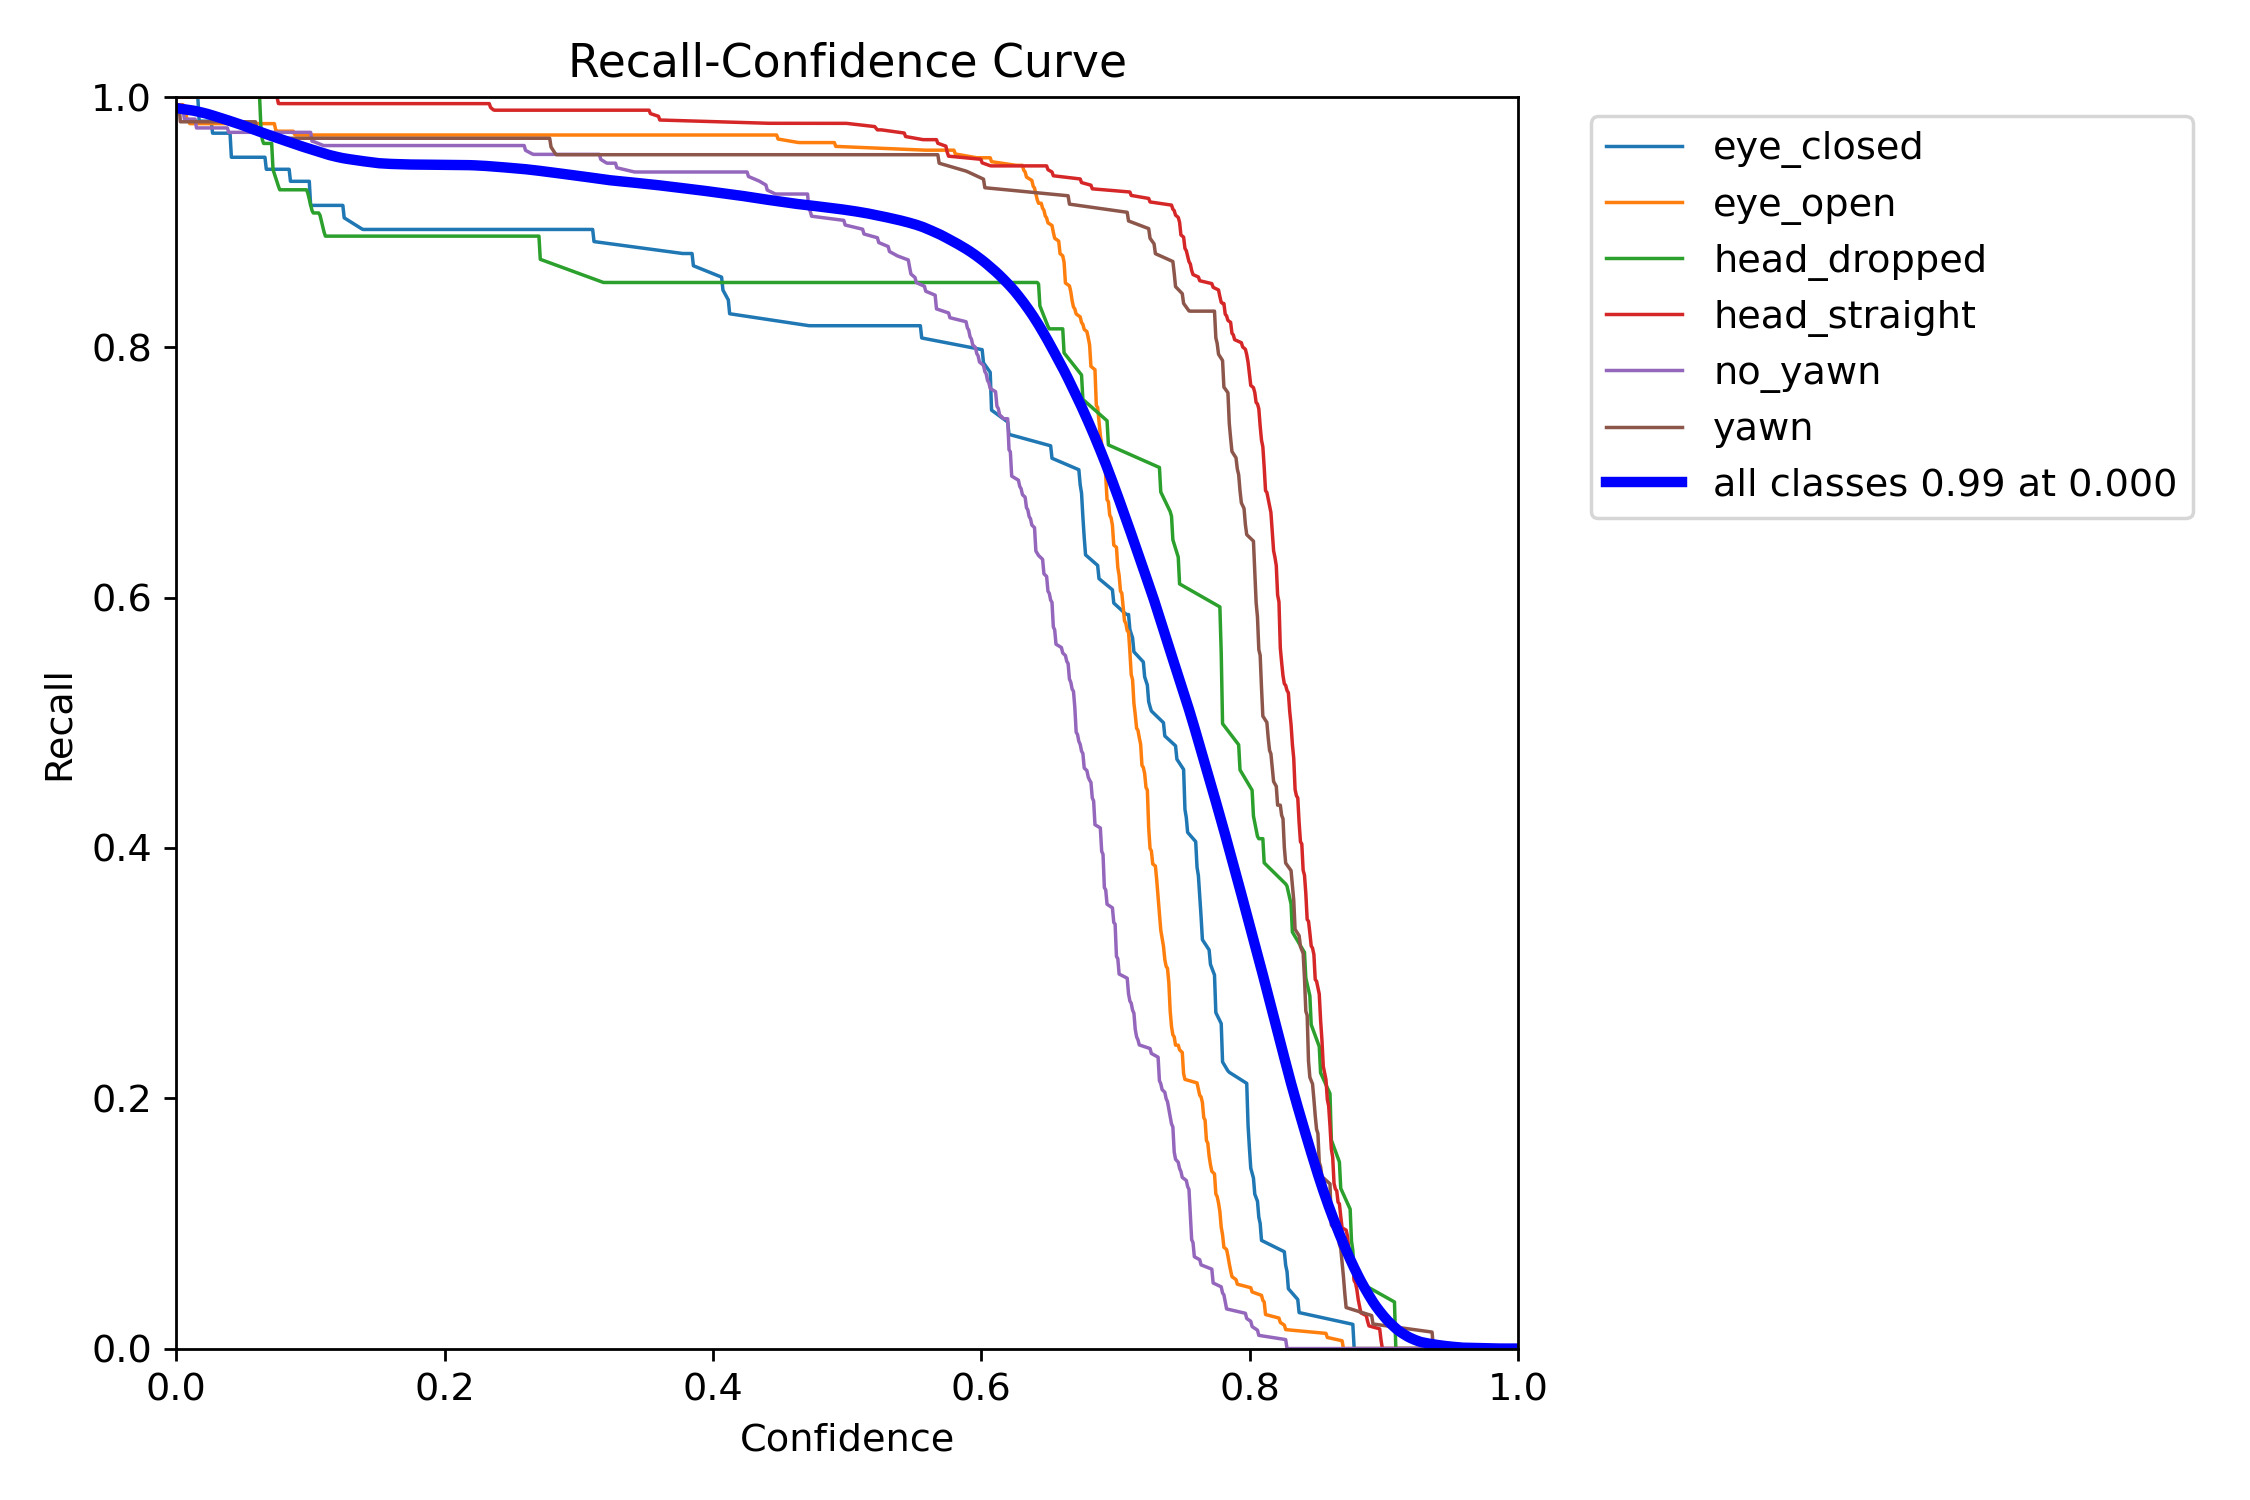 Recall-Confidence Curve
1.0
0.8
0.6
0.4
0.2
0.0
Recall
0.0 0.2 0.4 0.6 0.8 1.0
Confidence
eye_closed
eye_open
head_dropped
head_straight
no_yawn
yawn
all classes 0.99 at 0.000